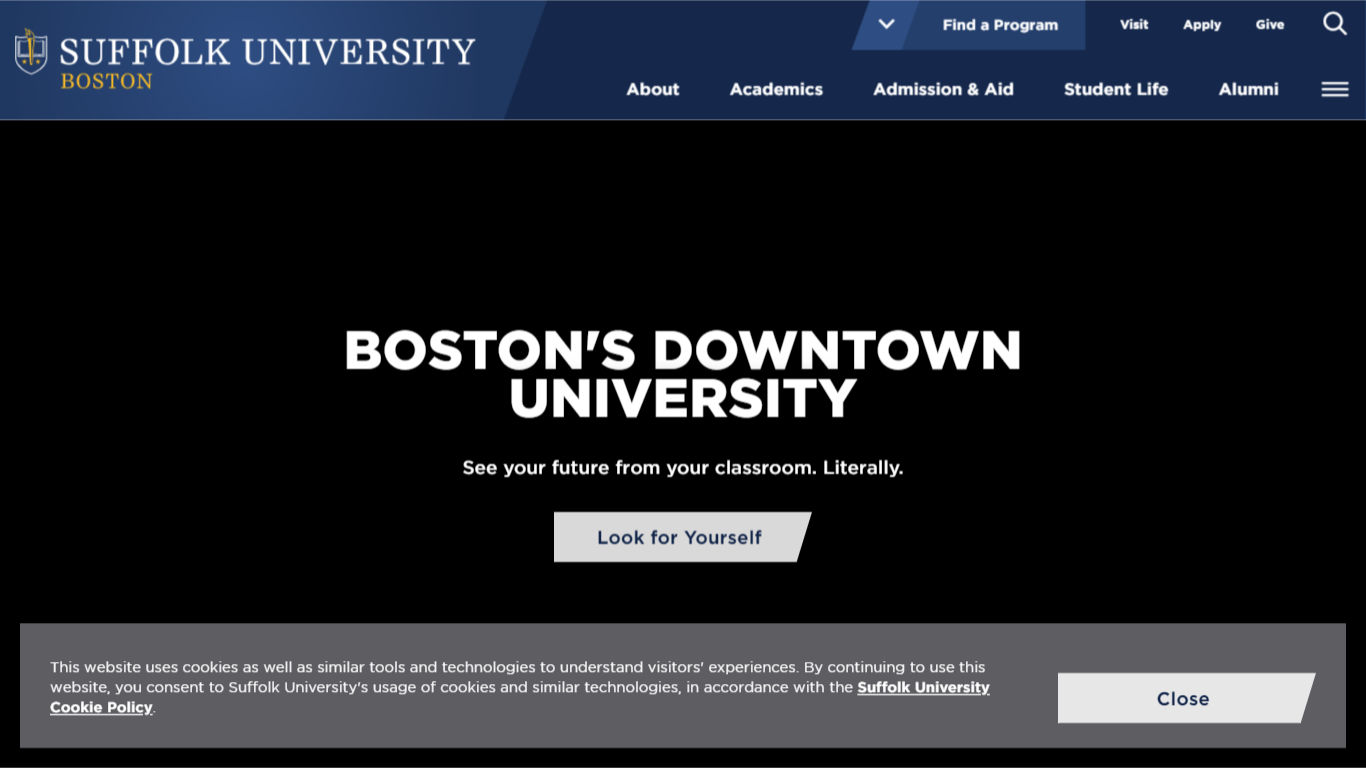 SUFFOLK UNIVERSITY
BOSTON
Find a Program
Visit
Apply
Give
About
Academics
Admission & Aid
Student Life
Alumni
BOSTON'S DOWNTOWN
UNIVERSITY
See your future from your classroom. Literally.
Look for Yourself
This website uses cookies as well as similar tools and technologies to understand visitors' experiences. By continuing to use this
website, you consent to Suffolk University's usage of cookies and similar technologies, in accordance with the Suffolk University
Cookie Policy.
Close